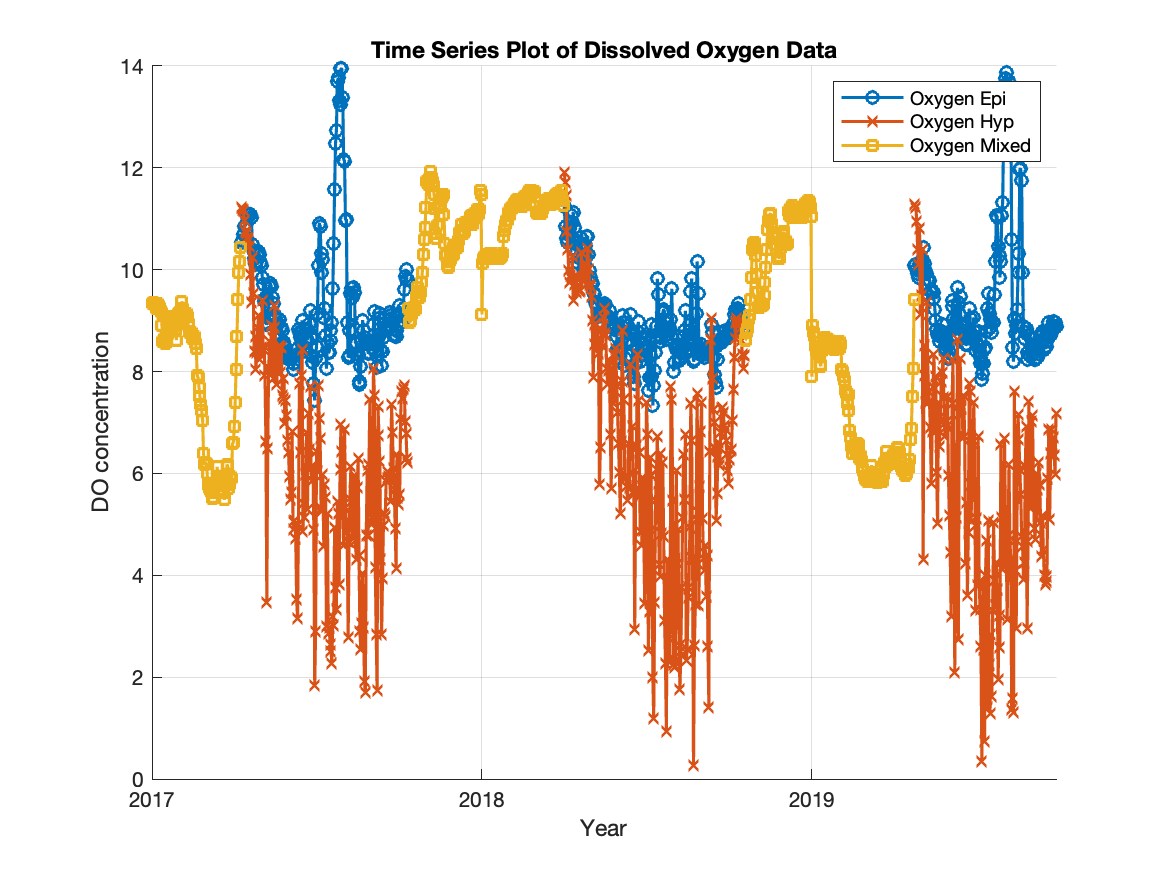 Time Series Plot of Dissolved Oxygen Data
14
12
10
8
6
4
2
0
DO concentration
Oxygen Epi
Oxygen Hyp
Oxygen Mixed
2017
2018
2019
Year